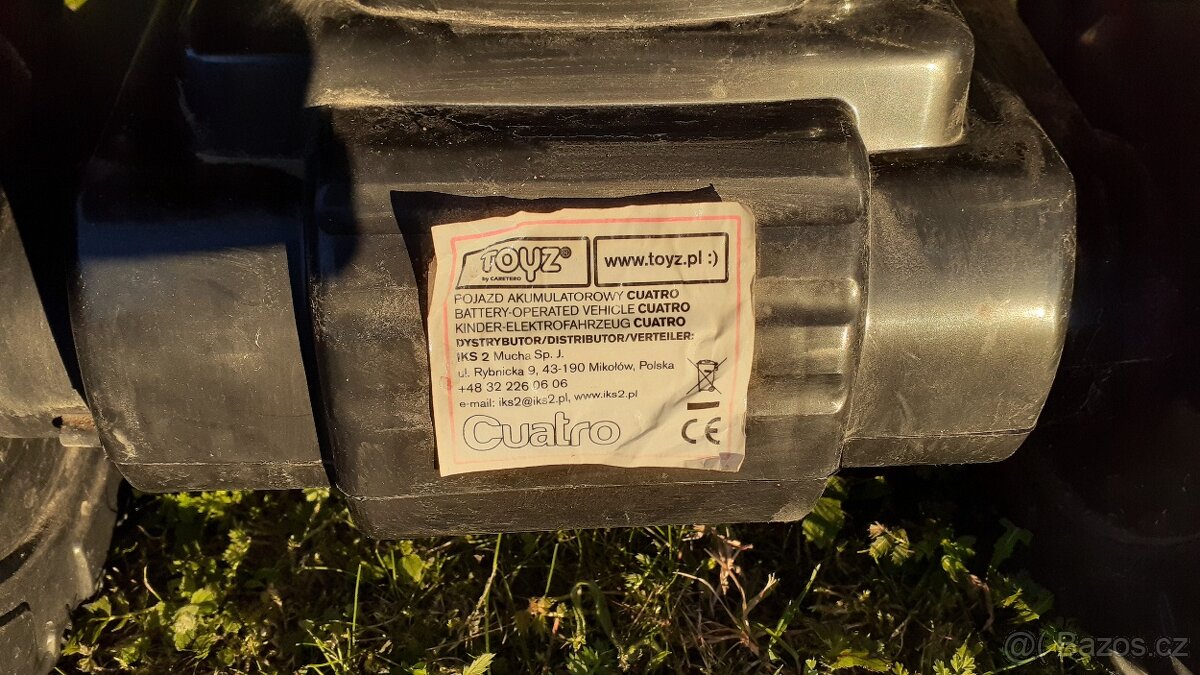 TOYZ®
by CARETERO
www.toyz.pl :)
POJAZD AKUMULATOROWY CUATRO
BATTERY-OPERATED VEHICLE CUATRO
KINDER-ELEKTROFAHRZEUG CUATRO
DYSTRYBUTOR/DISTRIBUTOR/VERTEILER:
IKS 2 Mucha Sp. J.
ul. Rybnicka 9, 43-190 Mikołów, Polska
+48 32 226 06 06
e-mail: iks2@iks2.pl, www.iks2.pl
Cuatro
CE
Bazos.cz